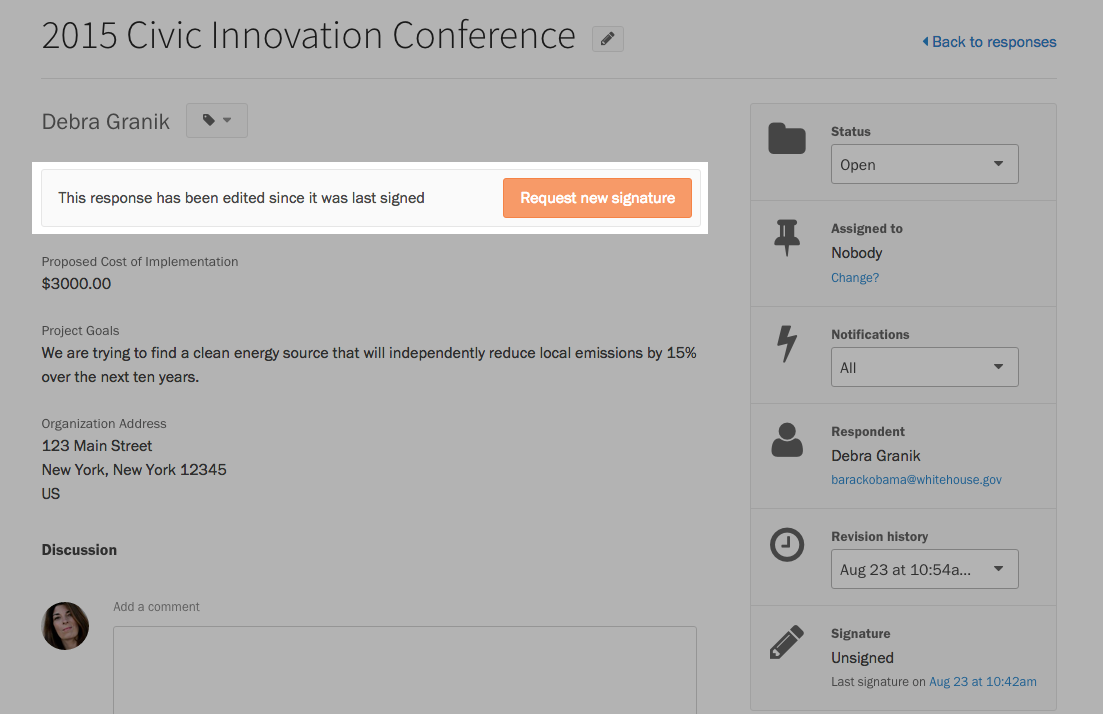 2015 Civic Innovation Conference
Back to responses
Debra Granik
This response has been edited since it was last signed
Request new signature
Proposed Cost of Implementation
$3000.00
Project Goals
We are trying to find a clean energy source that will independently reduce local emissions by 15%
over the next ten years.
Organization Address
123 Main Street
New York, New York 12345
US
Discussion
Add a comment
Status
Open
Assigned to
Nobody
Change?
Notifications
All
Respondent
Debra Granik
barackobama@whitehouse.gov
Revision history
Aug 23 at 10:54a...
Signature
Unsigned
Last signature on Aug 23 at 10:42am